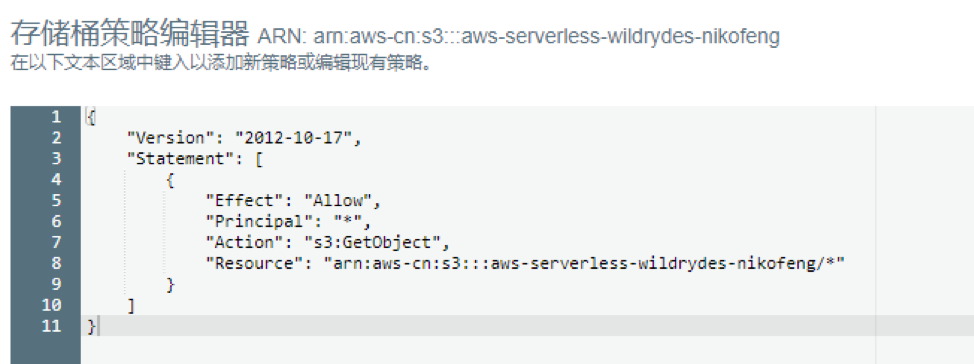 存储桶策略编辑器 ARN: arn:aws-cn:s3:::aws-serverless-wildrydes-nikofeng
在以下文本区域中键入以添加新策略或编辑现有策略。
1 {
2 "Version": "2012-10-17",
3 "Statement": [
4 {
5 "Effect": "Allow",
6 "Principal": "*",
7 "Action": "s3:GetObject",
8 "Resource": "arn:aws-cn:s3:::aws-serverless-wildrydes-nikofeng/*"
9 }
10 ]
11 }